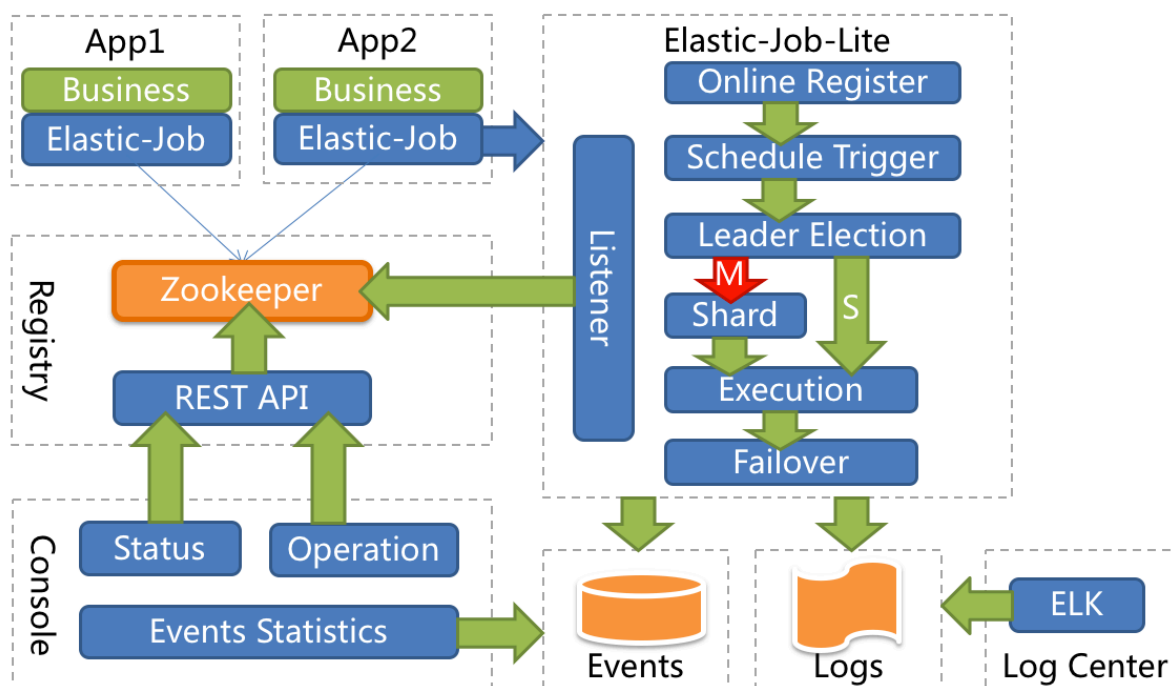 App1
Business
Elastic-Job
App2
Business
Elastic-Job
Elastic-Job-Lite
Online Register
Schedule Trigger
Leader Election
M
S
Shard
Execution
Failover
Listener
Registry
Zookeeper
REST API
Console
Status
Operation
Events Statistics
Events
Logs
ELK
Log Center